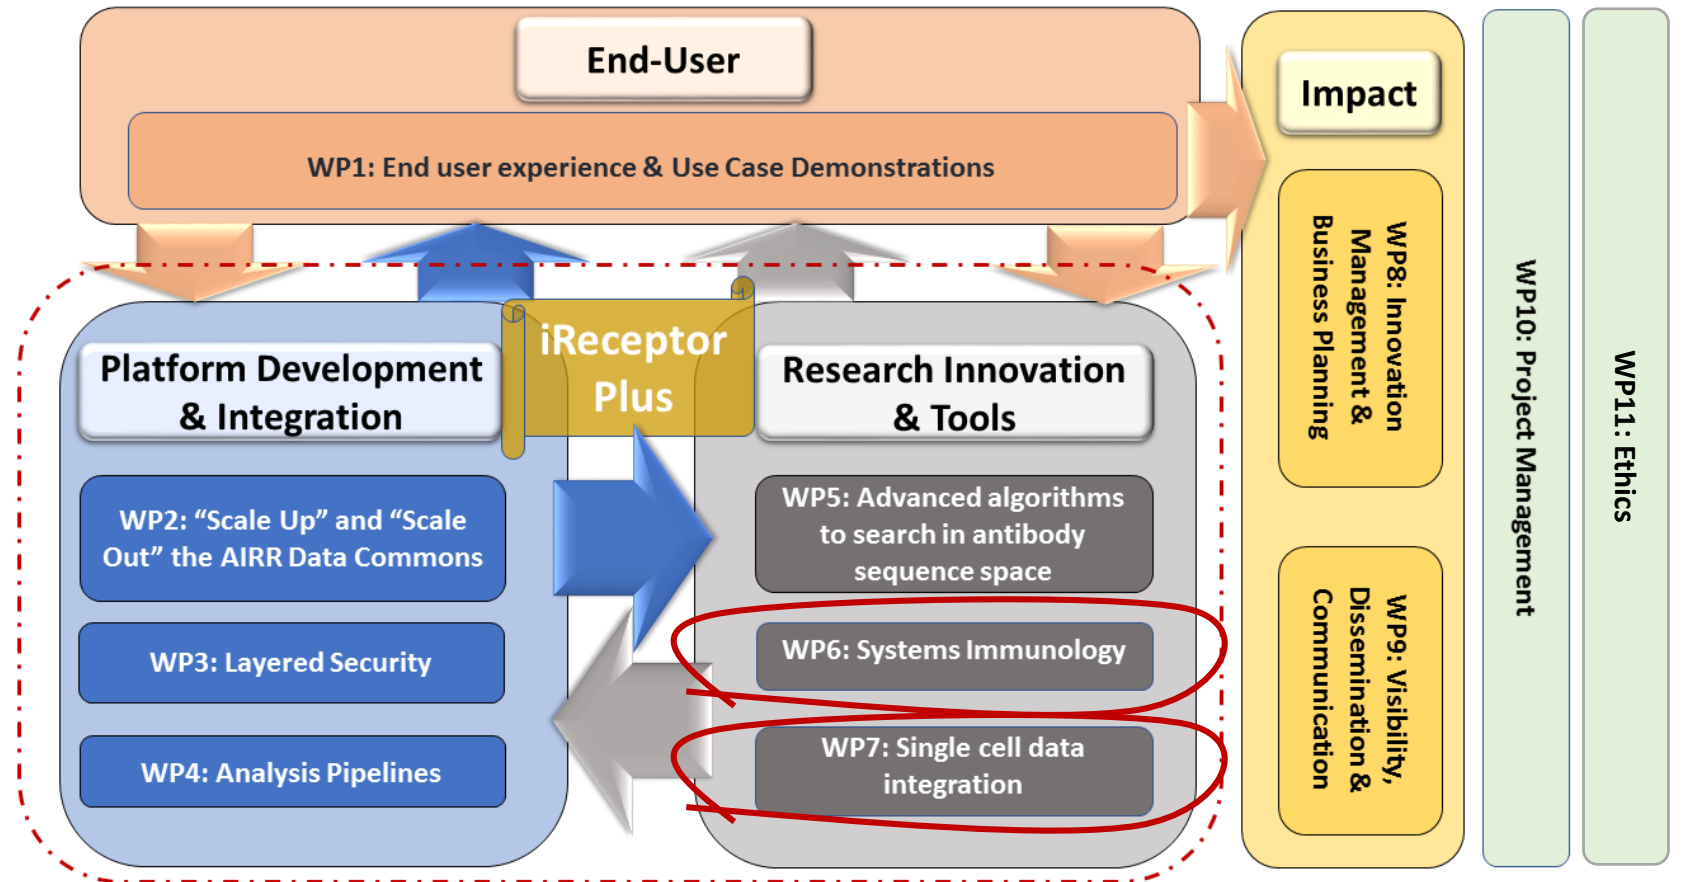 End-User
WP1: End user experience & Use Case Demonstrations
iReceptor
Plus
Platform Development
& Integration
WP2: “Scale Up” and “Scale
Out” the AIRR Data Commons
WP3: Layered Security
WP4: Analysis Pipelines
Research Innovation
& Tools
WP5: Advanced algorithms
to search in antibody
sequence space
WP6: Systems Immunology
WP7: Single cell data
integration
Impact
WP8: Innovation
Management &
Business Planning
WP9: Visibility,
Dissemination &
Communication
WP10: Project Management
WP11: Ethics